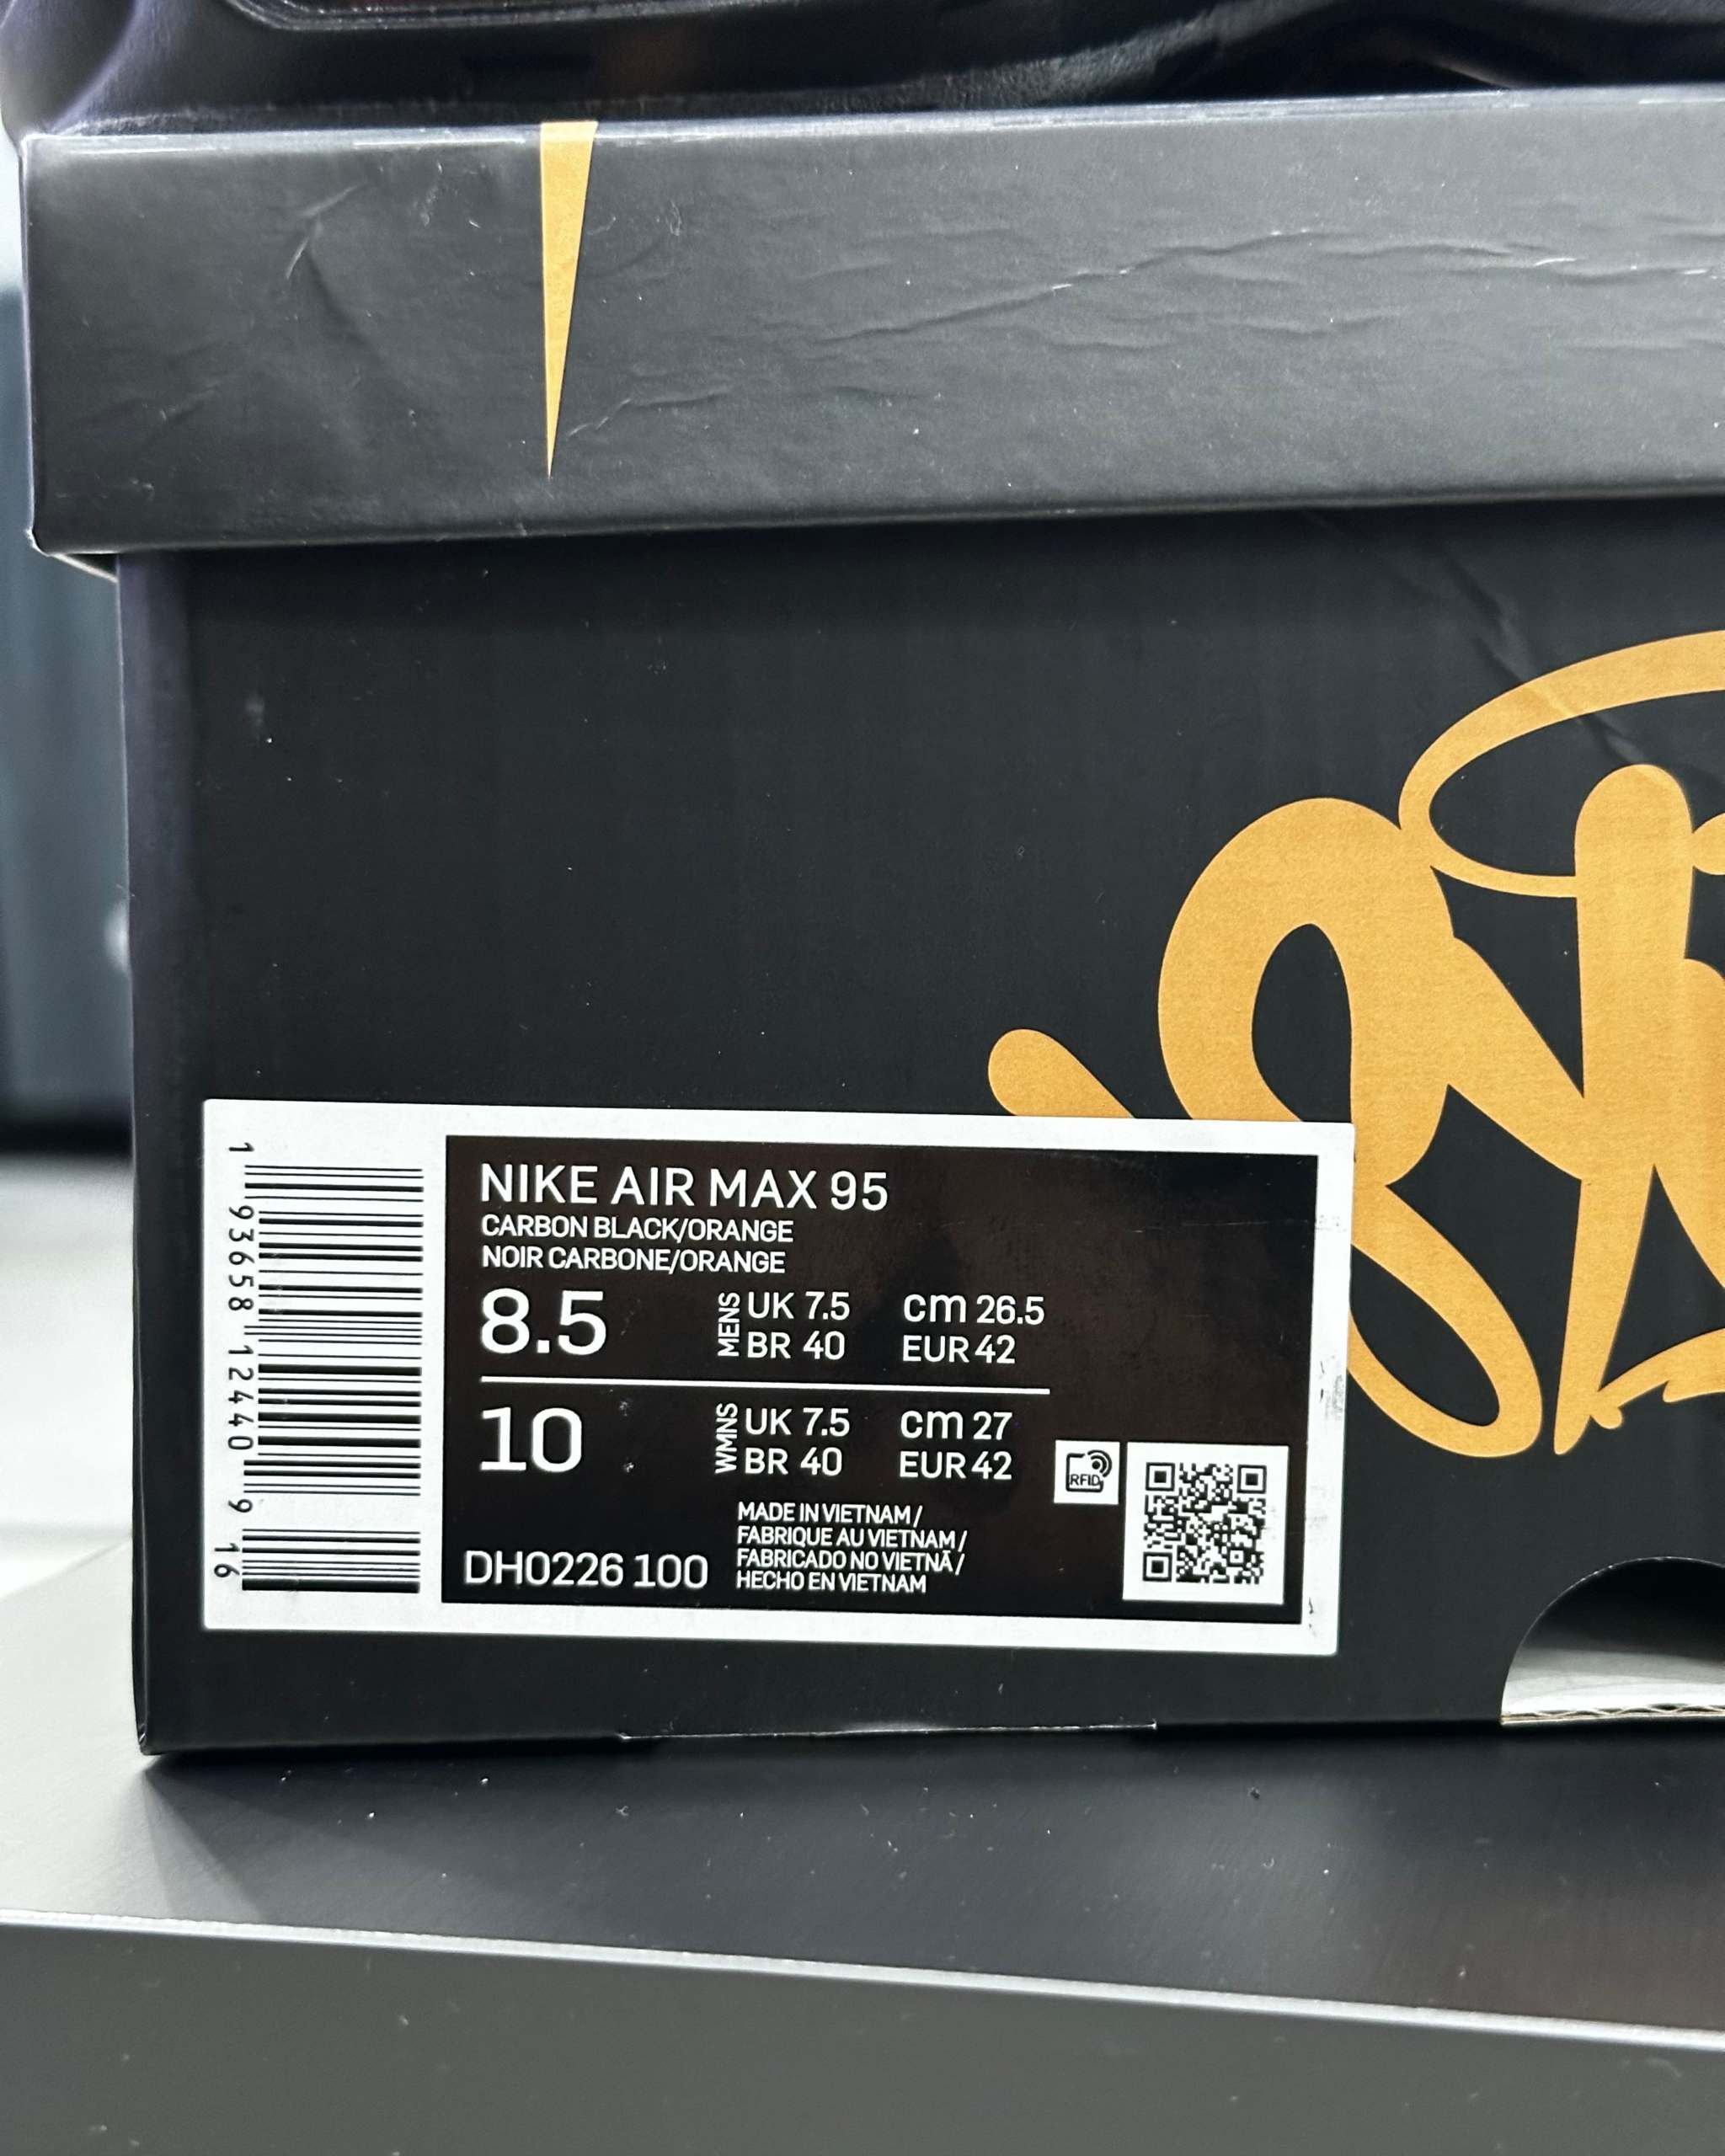 NIKE AIR MAX 95
CARBON BLACK/ORANGE
NOIR CARBONE/ORANGE
8.5 MENS UK 7.5 cm 26.5
BR 40 EUR 42
10 WMNS UK 7.5 cm 27
BR 40 EUR 42
RFID
DH0226 100
MADE IN VIETNAM/
FABRIQUE AU VIETNAM/
FABRICADO NO VIETNÃ/
HECHO EN VIETNAM
1 93658 12440 9 16